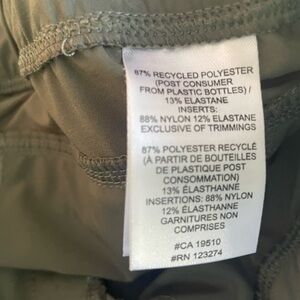 87% RECYCLED POLYESTER
(POST CONSUMER
FROM PLASTIC BOTTLES) /
13% ELASTANE
INSERTS:
88% NYLON 12% ELASTANE
EXCLUSIVE OF TRIMMINGS
87% POLYESTER RECYCLÉ
(À PARTIR DE BOUTEILLES
DE PLASTIQUE POST
CONSOMMATION)
13% ÉLASTHANNE
INSERTIONS: 88% NYLON
12% ÉLASTHANNE
GARNITURES NON
COMPRISES
#CA 19510
#RN 123274